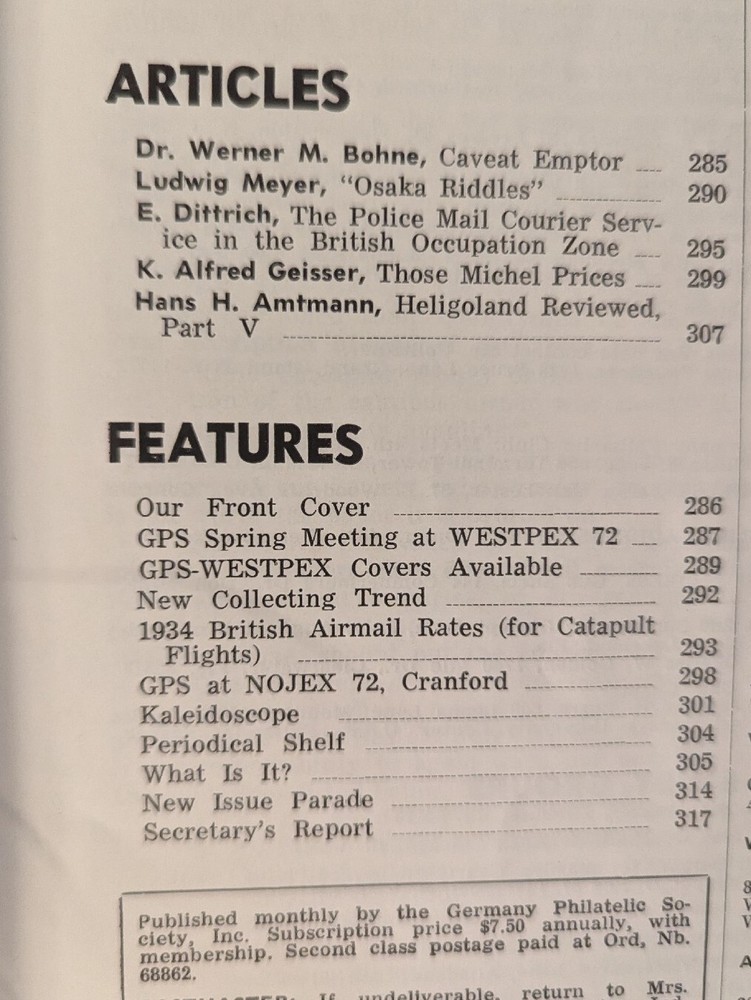 ARTICLES
Dr. Werner M. Bohne, Caveat Emptor .... 285
Ludwig Meyer, “Osaka Riddles” .... 290
E. Dittrich, The Police Mail Courier Serv-
ice in the British Occupation Zone .... 295
K. Alfred Geisser, Those Michel Prices .... 299
Hans H. Amtmann, Heligoland Reviewed,
Part V .... 307
FEATURES
Our Front Cover .... 286
GPS Spring Meeting at WESTPEX 72 .... 287
GPS-WESTPEX Covers Available .... 289
New Collecting Trend .... 292
1934 British Airmail Rates (for Catapult
Flights) .... 293
GPS at NOJEX 72, Cranford .... 298
Kaleidoscope .... 301
Periodical Shelf .... 304
What Is It? .... 305
New Issue Parade .... 314
Secretary's Report .... 317
Published monthly by the Germany Philatelic So-
ciety, Inc. Subscription price $7.50 annually, with
membership. Second class postage paid at Ord, Nb.
68862.
If undeliverable, return to Mrs.